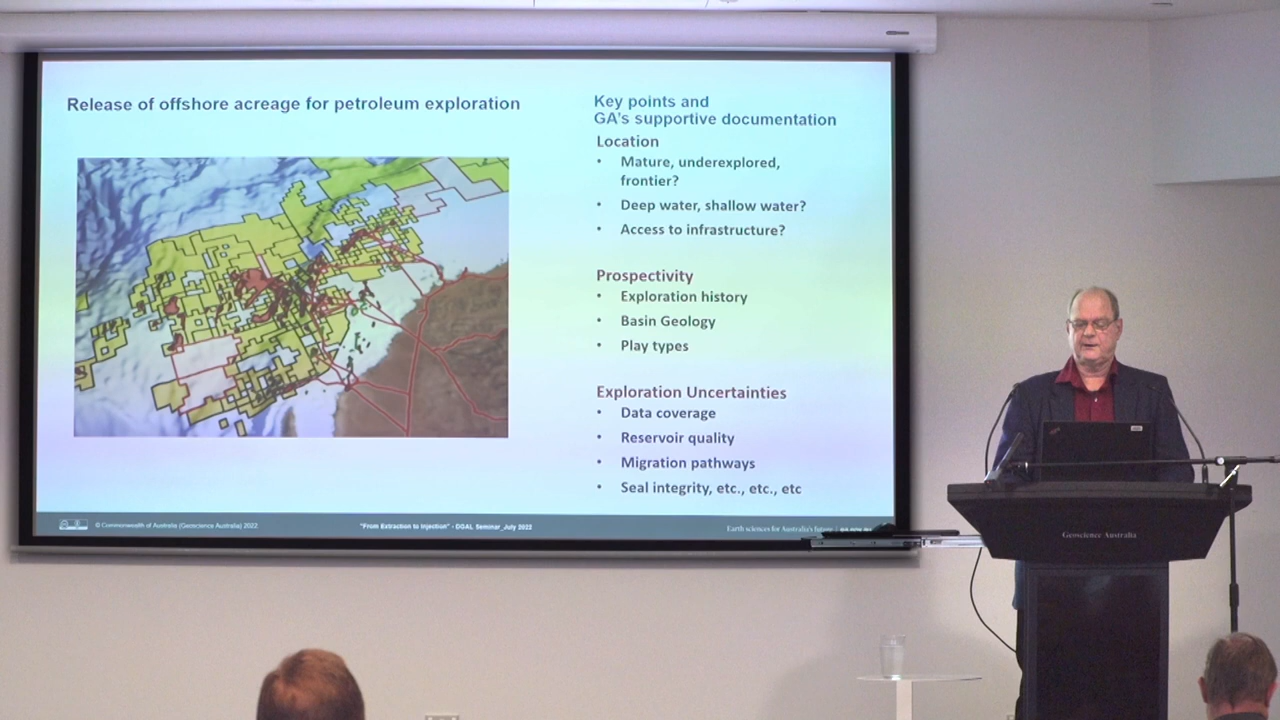 Release of offshore acreage for petroleum exploration
Key points and
GA's supportive documentation
Location
• Mature, underexplored,
frontier?
• Deep water, shallow water?
• Access to infrastructure?
Prospectivity
• Exploration history
• Basin Geology
• Play types
Exploration Uncertainties
• Data coverage
• Reservoir quality
• Migration pathways
• Seal integrity, etc., etc., etc
© Commonwealth of Australia (Geoscience Australia) 2022
"From Extraction to Injection" - DGAL Seminar_July 2022
Earth sciences for Australia's future
Geoscience Australia